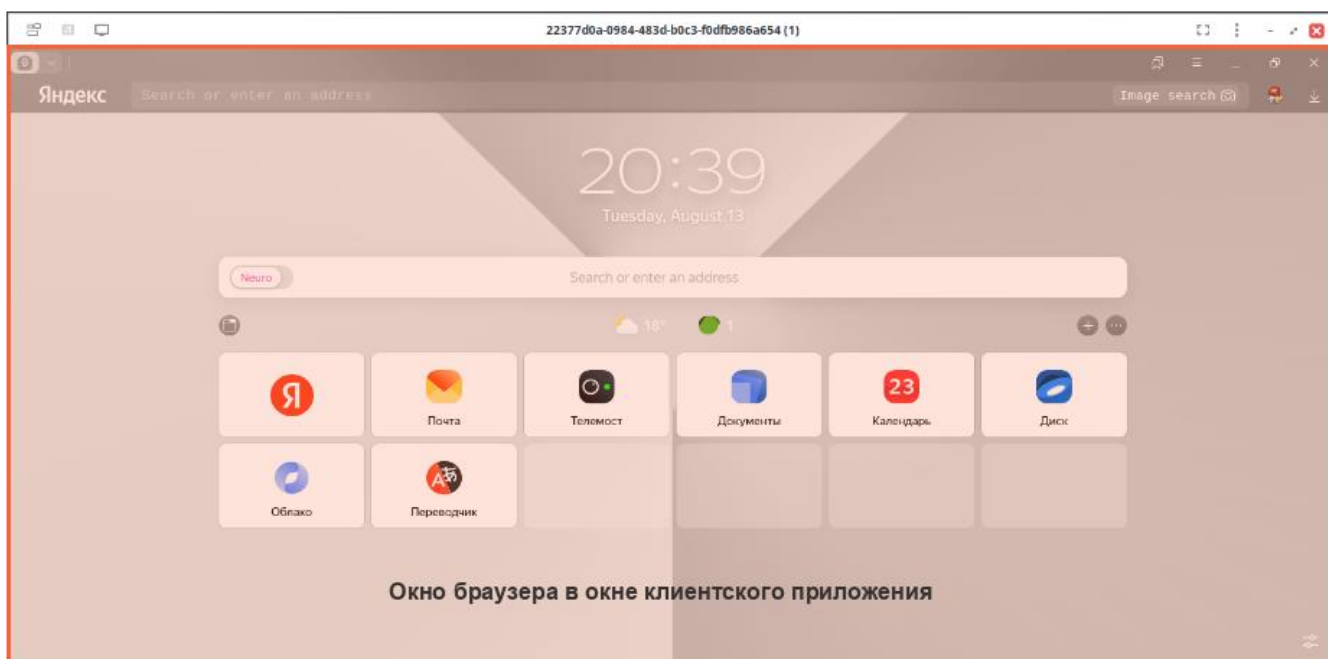 22377d0a-0984-483d-b0c3-f0dfb986a654 (1)
Яндекс
Search or enter an address
Image search
20:39
Tuesday, August 13
Neuro
Search or enter an address
18°
1
Я
23
Почта
Телемост
Документы
Календарь
Диск
Облако
Переводчик
Окно браузера в окне клиентского приложения